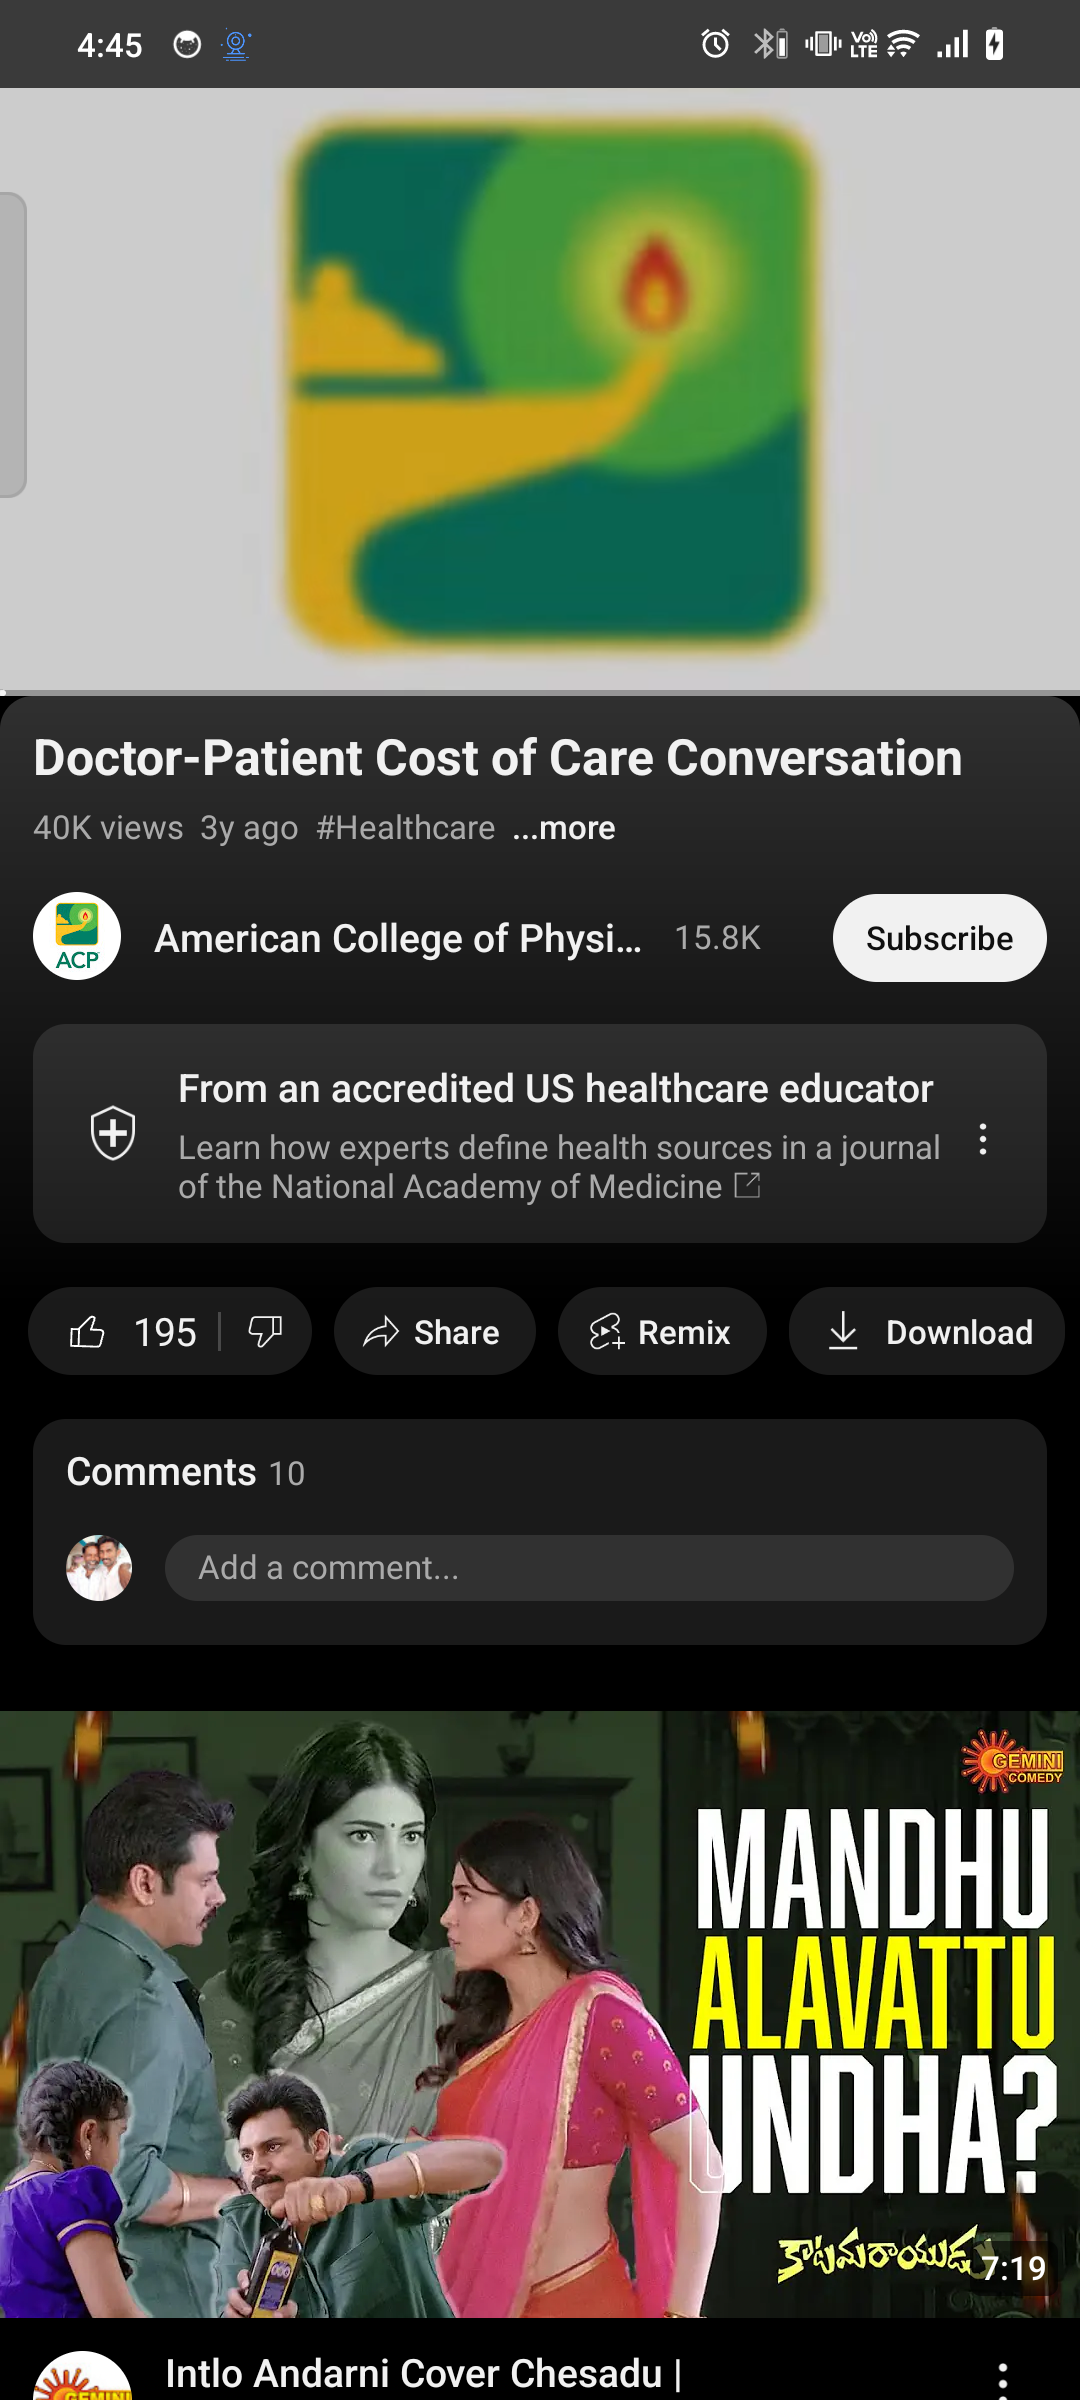 4:45
Vo)) LTE
Doctor-Patient Cost of Care Conversation
40K views 3y ago #Healthcare ...more
ACP
American College of Physi... 15.8K
Subscribe
From an accredited US healthcare educator
Learn how experts define health sources in a journal
of the National Academy of Medicine
195
Share
Remix
Download
Comments 10
Add a comment...
GEMINI
COMEDY
MANDHU
ALAVATTU
UNDHA?
కాటమరాయుడు
7:19
Intlo Andarni Cover Chesadu |
GEMINI